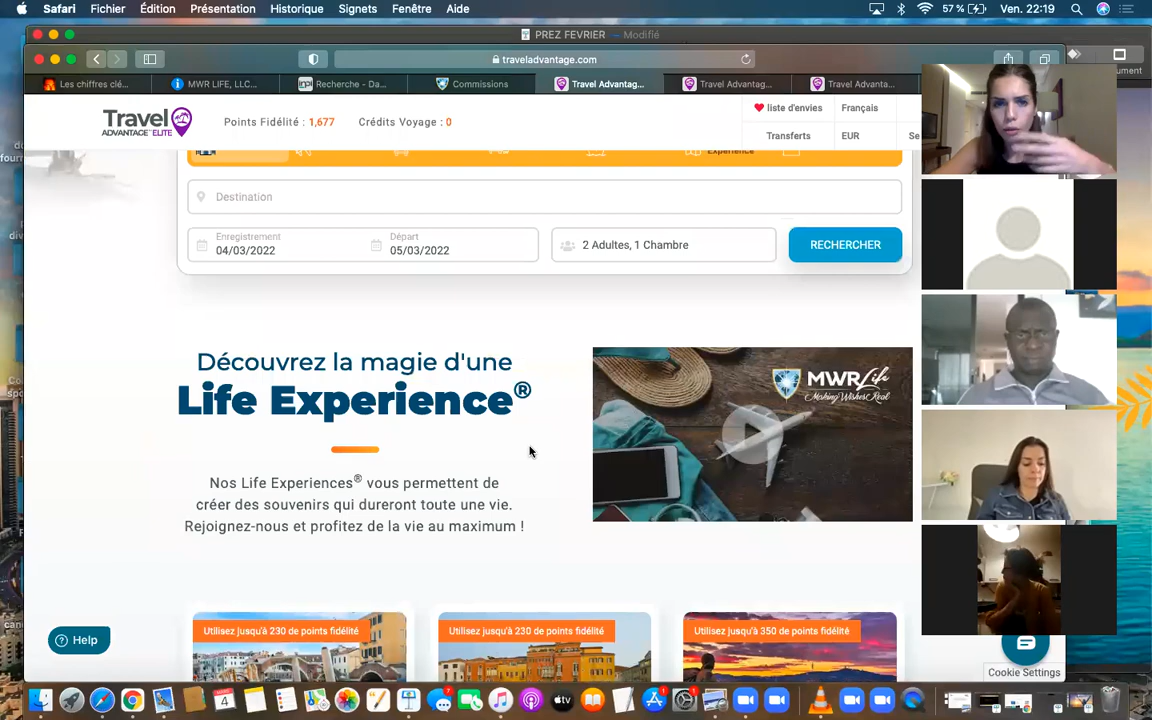 Safari Fichier Édition Présentation Historique Signets Fenêtre Aide 57 % Ven. 22:19
PREZ FEVRIER — Modifié
traveladvantage.com
Les chiffres clé... MWR LIFE, LLC... Recherche - Da... Commissions Travel Advantag... Travel Advantag... Travel Advanta...
Travel
ADVANTAGE™ ELITE
Points Fidélité : 1,677 Crédits Voyage : 0
liste d'envies Français
Transferts EUR Se
Destination
Enregistrement
04/03/2022
Départ
05/03/2022
2 Adultes, 1 Chambre
RECHERCHER
Découvrez la magie d'une
Life Experience®
MWR Life
Making Wishes Real
Nos Life Experiences® vous permettent de
créer des souvenirs qui dureront toute une vie.
Rejoignez-nous et profitez de la vie au maximum !
Utilisez jusqu'à 230 de points fidélité
Utilisez jusqu'à 230 de points fidélité
Utilisez jusqu'à 350 de points fidélité
Help
Cookie Settings